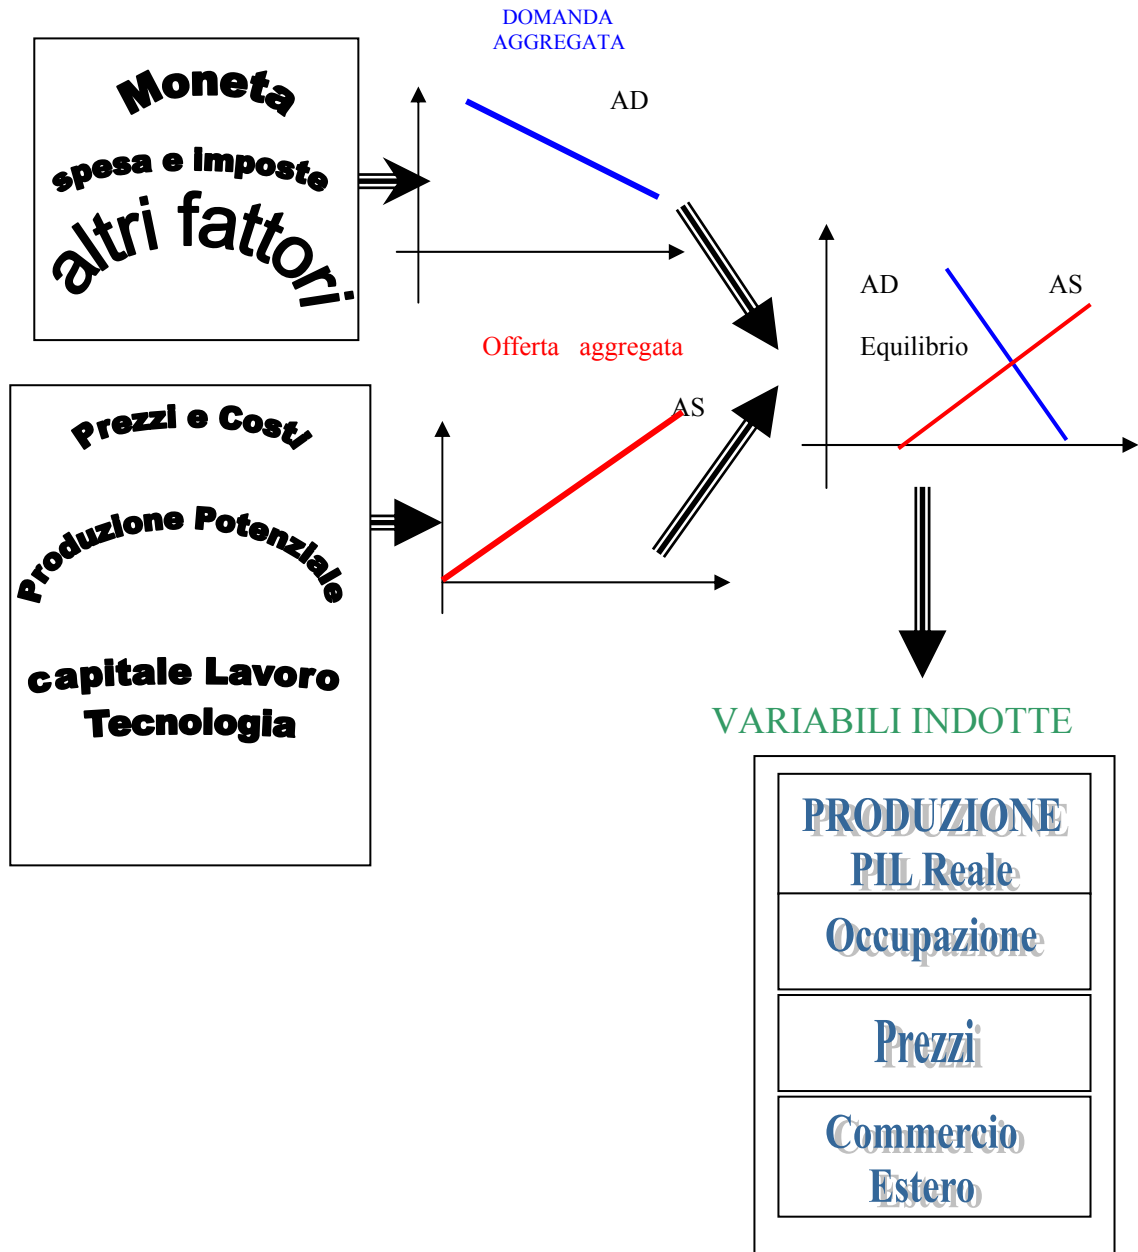 DOMANDA
AGGREGATA
Moneta
spesa e imposte
altri fattori
AD
Offerta aggregata
AS
Prezzi e Costi
Produzione Potenziale
capitale Lavoro
Tecnologia
AD AS
Equilibrio
VARIABILI INDOTTE
PRODUZIONE
PIL Reale
Occupazione
Prezzi
Commercio
Estero